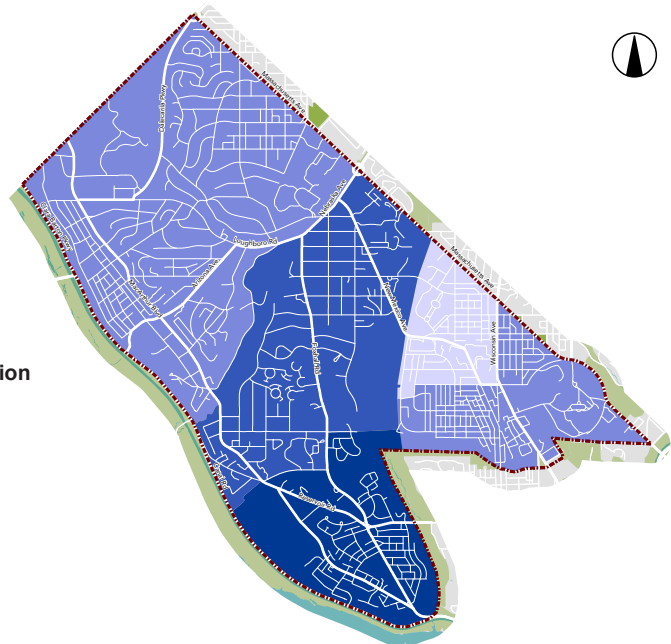 Massachusetts Ave
Dalecarlia Pkwy
Nebraska Ave
Loughboro Rd
Massachusetts Ave
Arizona Ave
MacArthur Blvd
New Mexico Ave
Wisconsin Ave
Foxhall Rd
tion
Canal Rd
Reservoir Rd